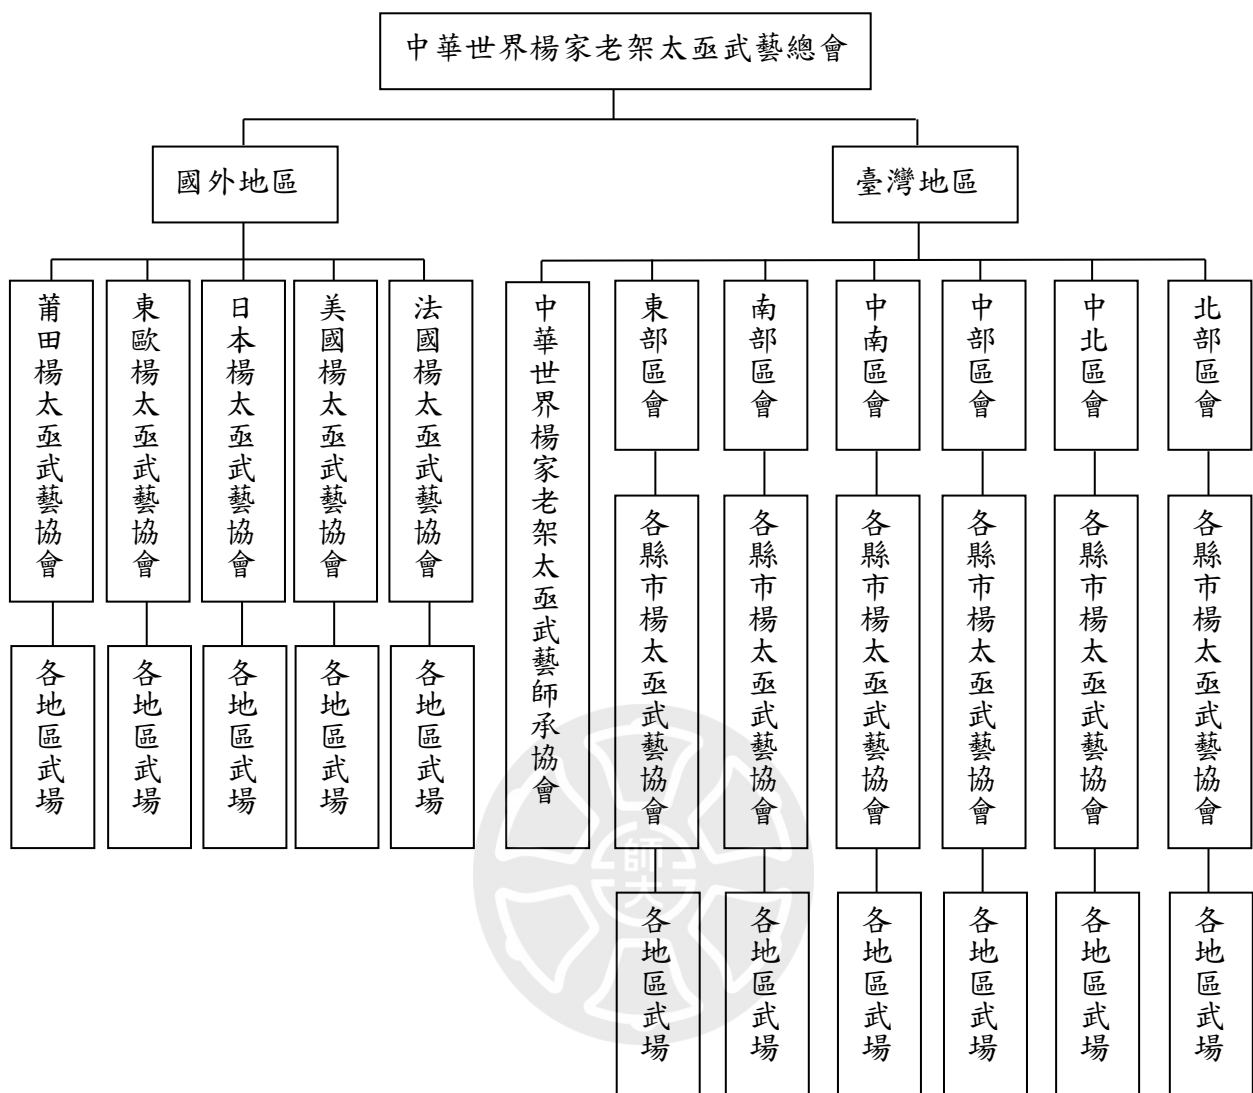 中華世界楊家老架太亟武藝總會
國外地區
臺灣地區
莆田楊太亟武藝協會
東歐楊太亟武藝協會
日本楊太亟武藝協會
美國楊太亟武藝協會
法國楊太亟武藝協會
中華世界楊家老架太亟武藝師承協會
東部區會
南部區會
中南區會
中部區會
中北區會
北部區會
各地區武場
各地區武場
各地區武場
各地區武場
各地區武場
各縣市楊太亟武藝協會
各縣市楊太亟武藝協會
各縣市楊太亟武藝協會
各縣市楊太亟武藝協會
各縣市楊太亟武藝協會
各縣市楊太亟武藝協會
師大
各地區武場
各地區武場
各地區武場
各地區武場
各地區武場
各地區武場